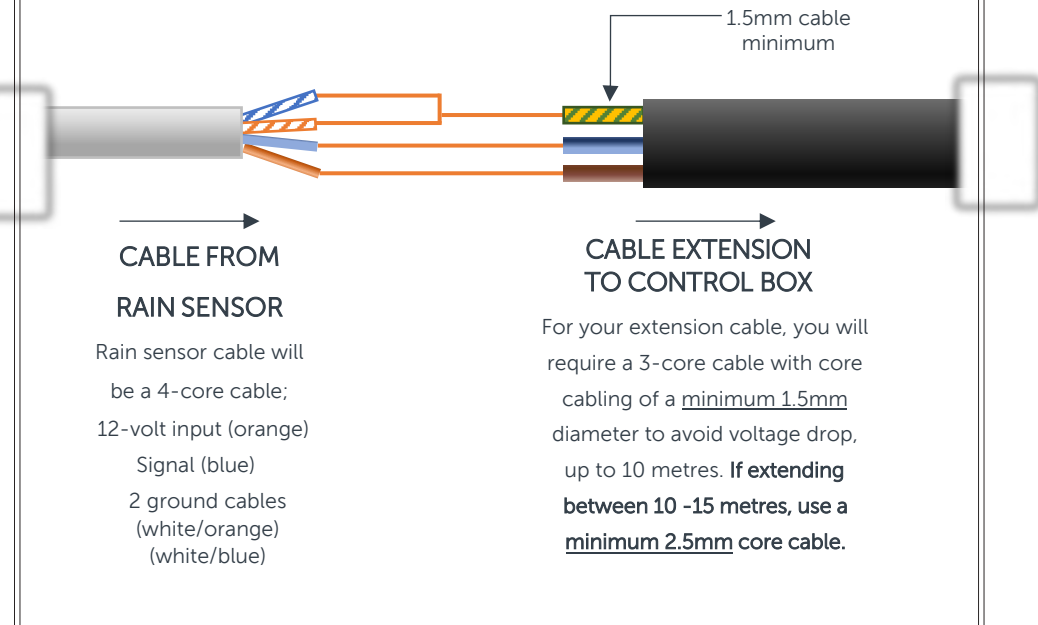 1.5mm cable
minimum
CABLE FROM
RAIN SENSOR
Rain sensor cable will
be a 4-core cable;
12-volt input (orange)
Signal (blue)
2 ground cables
(white/orange)
(white/blue)
CABLE EXTENSION
TO CONTROL BOX
For your extension cable, you will
require a 3-core cable with core
cabling of a minimum 1.5mm
diameter to avoid voltage drop,
up to 10 metres. If extending
between 10 -15 metres, use a
minimum 2.5mm core cable.